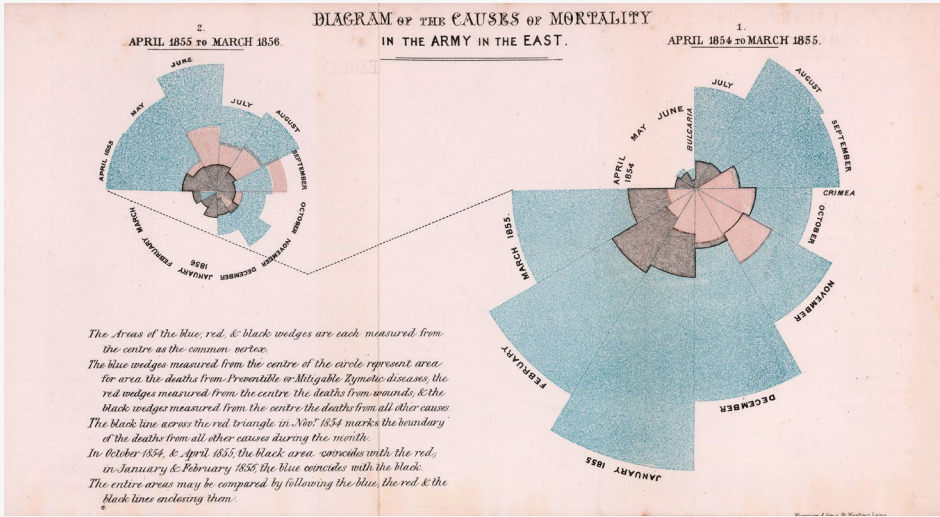 DIAGRAM OF THE CAUSES OF MORTALITY
IN THE ARMY IN THE EAST.
2.
APRIL 1855 TO MARCH 1856.
1.
APRIL 1854 TO MARCH 1855.
APRIL 1855
MAY
JUNE
JULY
AUGUST
SEPTEMBER
OCTOBER
NOVEMBER
DECEMBER
JANUARY
1856
FEBRUARY
MARCH
APRIL
1854
MAY
JUNE
BULGARIA
JULY
AUGUST
SEPTEMBER
CRIMEA
OCTOBER
NOVEMBER
DECEMBER
JANUARY 1855
FEBRUARY
MARCH 1855.
The Areas of the blue, red, & black wedges are each measured from
the centre as the common vertex.
The blue wedges measured from the centre of the circle represent area
for area the deaths from Preventible or Mitigable Zymotic diseases, the
red wedges measured from the centre the deaths from wounds, & the
black wedges measured from the centre the deaths from all other causes.
The black line across the red triangle in Novr. 1854 marks the boundary
of the deaths from all other causes during the month.
In October 1854, & April 1855, the black area coincides with the red;
in January & February 1856, the blue coincides with the black.
The entire areas may be compared by following the blue, the red & the
black lines enclosing them.